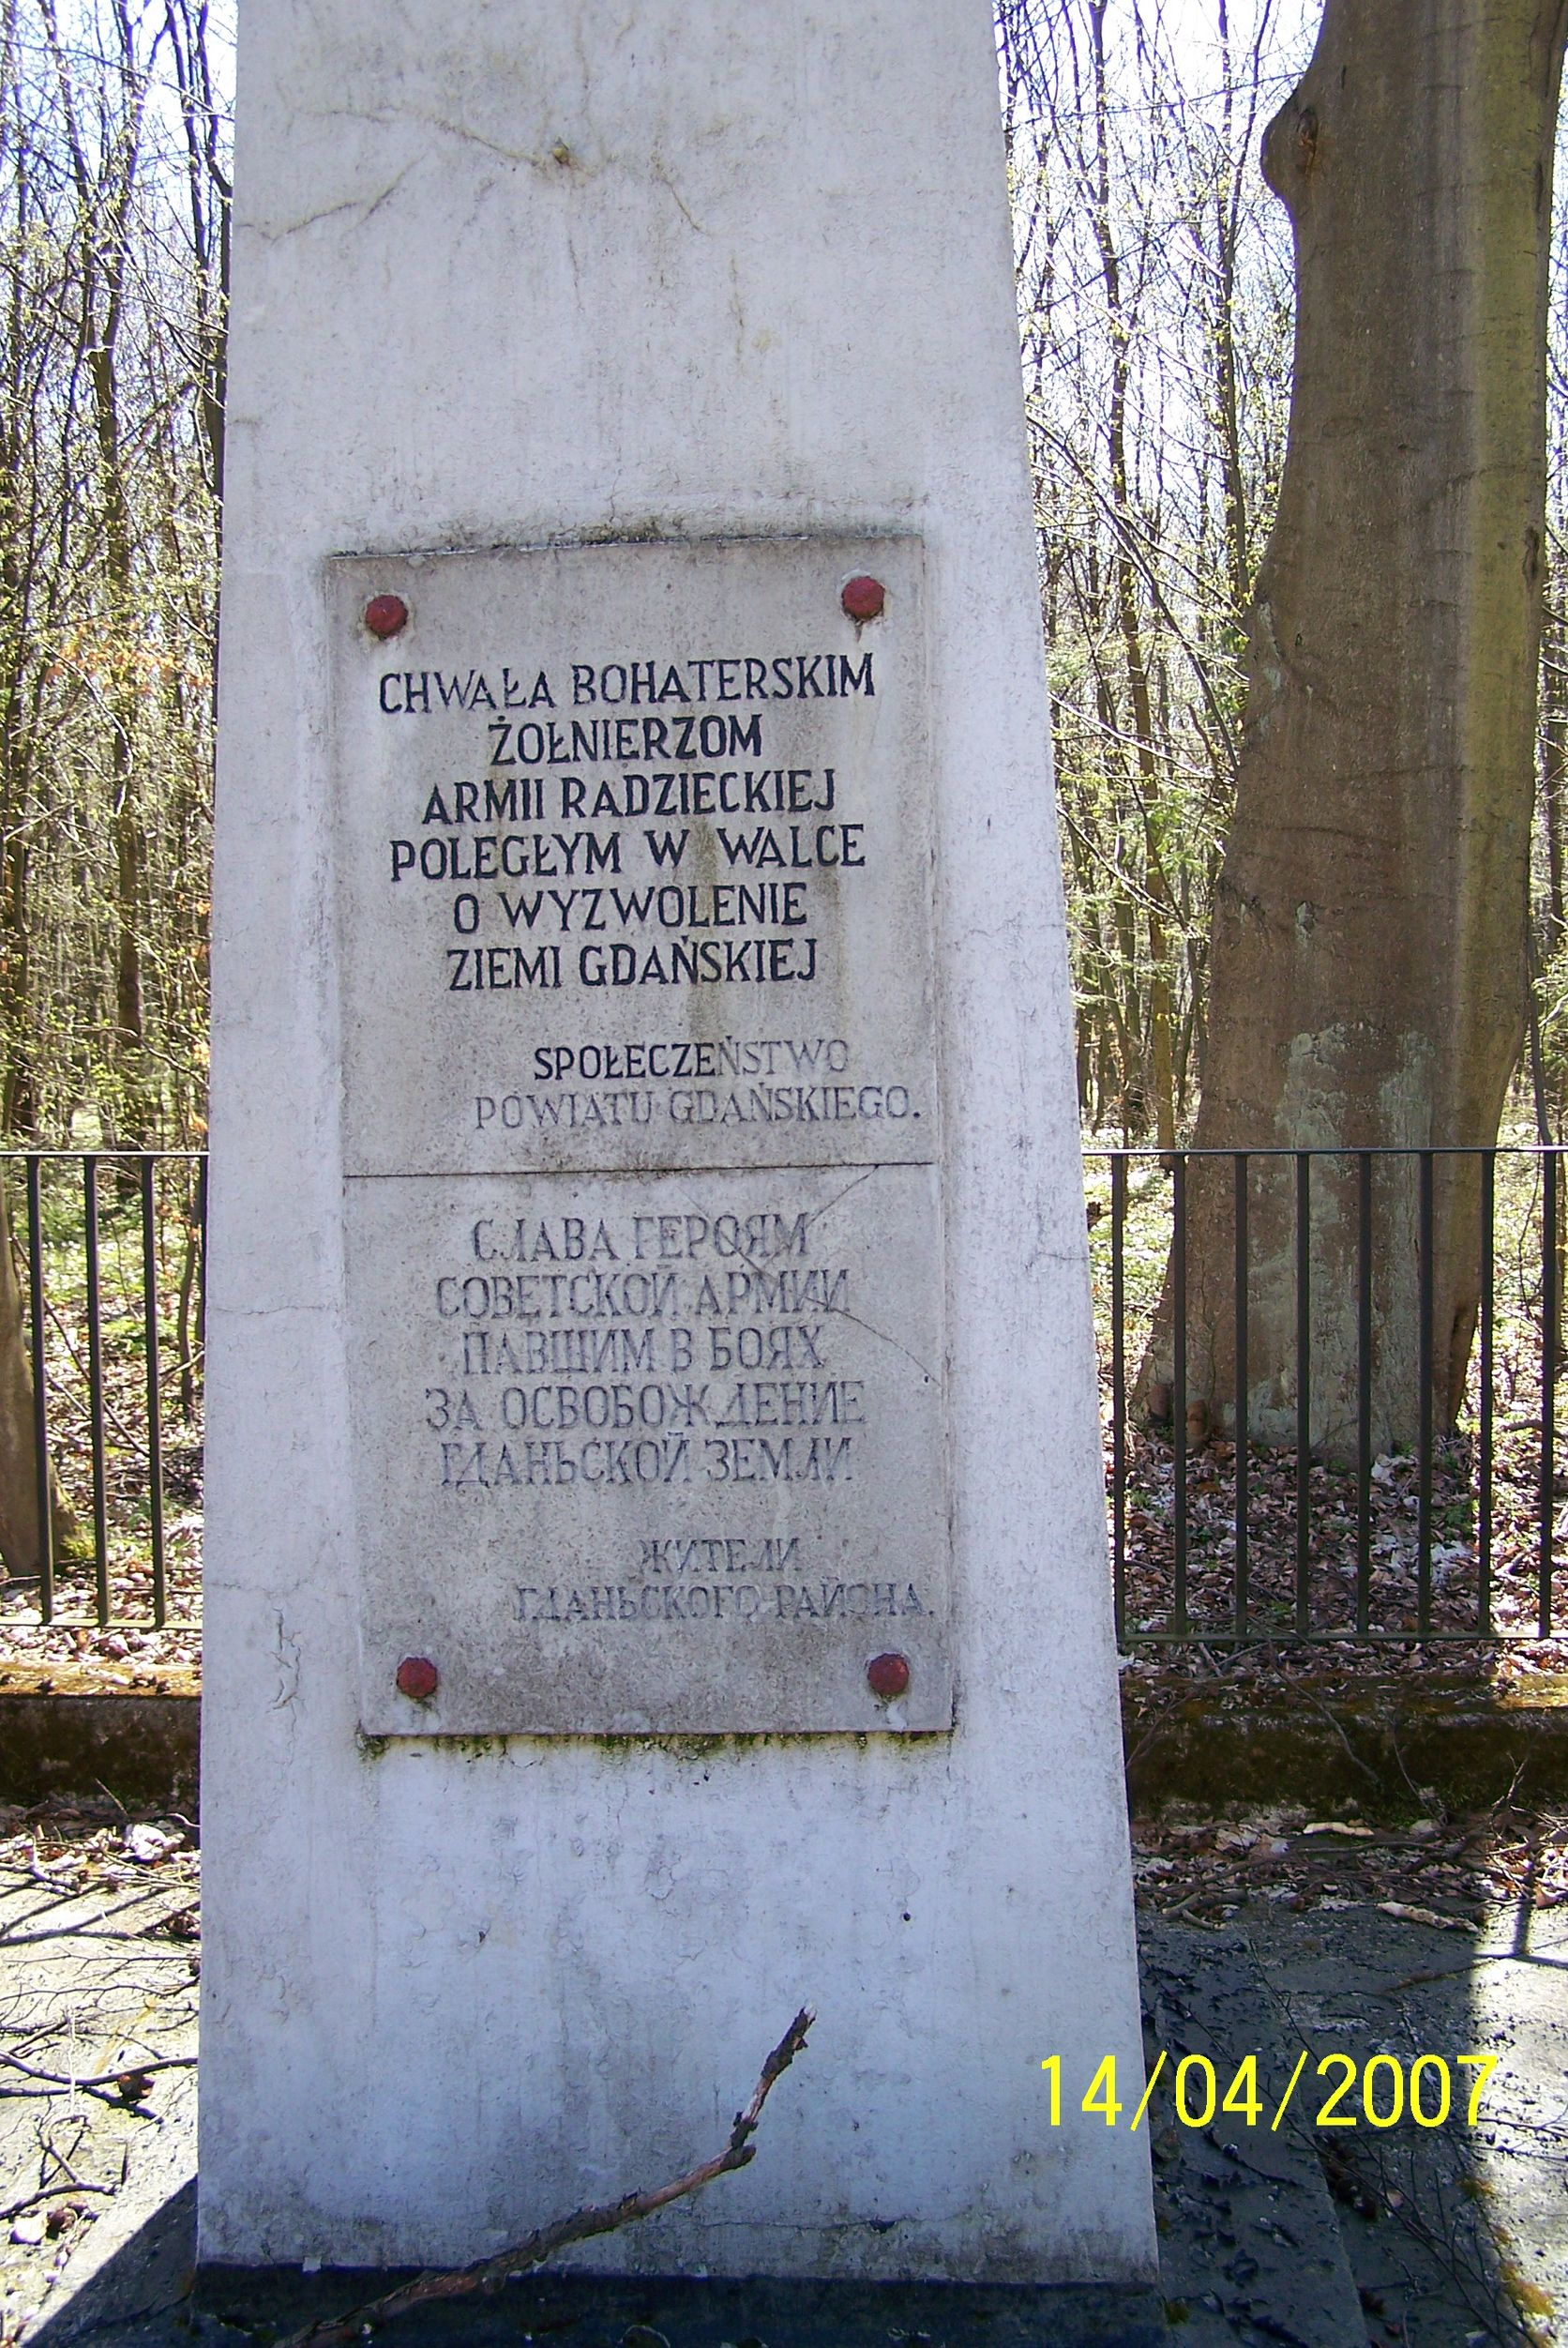 CHWAŁA BOHATERSKIM
ŻOŁNIERZOM
ARMII RADZIECKIEJ
POLEGŁYM W WALCE
O WYZWOLENIE
ZIEMI GDAŃSKIEJ
SPOŁECZEŃSTWO
POWIATU GDAŃSKIEGO.
СЛАВА ГЕРОЯМ
СОВЕТСКОЙ АРМИИ
ПАВШИМ В БОЯХ
ЗА ОСВОБОЖДЕНИЕ
ГДАНЬСКОЙ ЗЕМЛИ
ЖИТЕЛИ
ГДАНЬСКОГО РАЙОНА.
14/04/2007